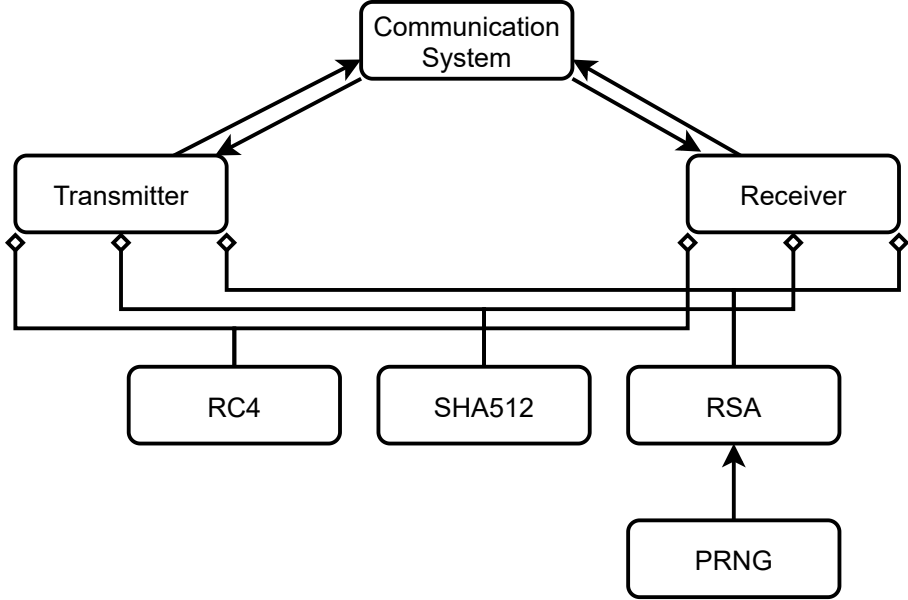 Communication
System
Transmitter
Receiver
RC4
SHA512
RSA
PRNG